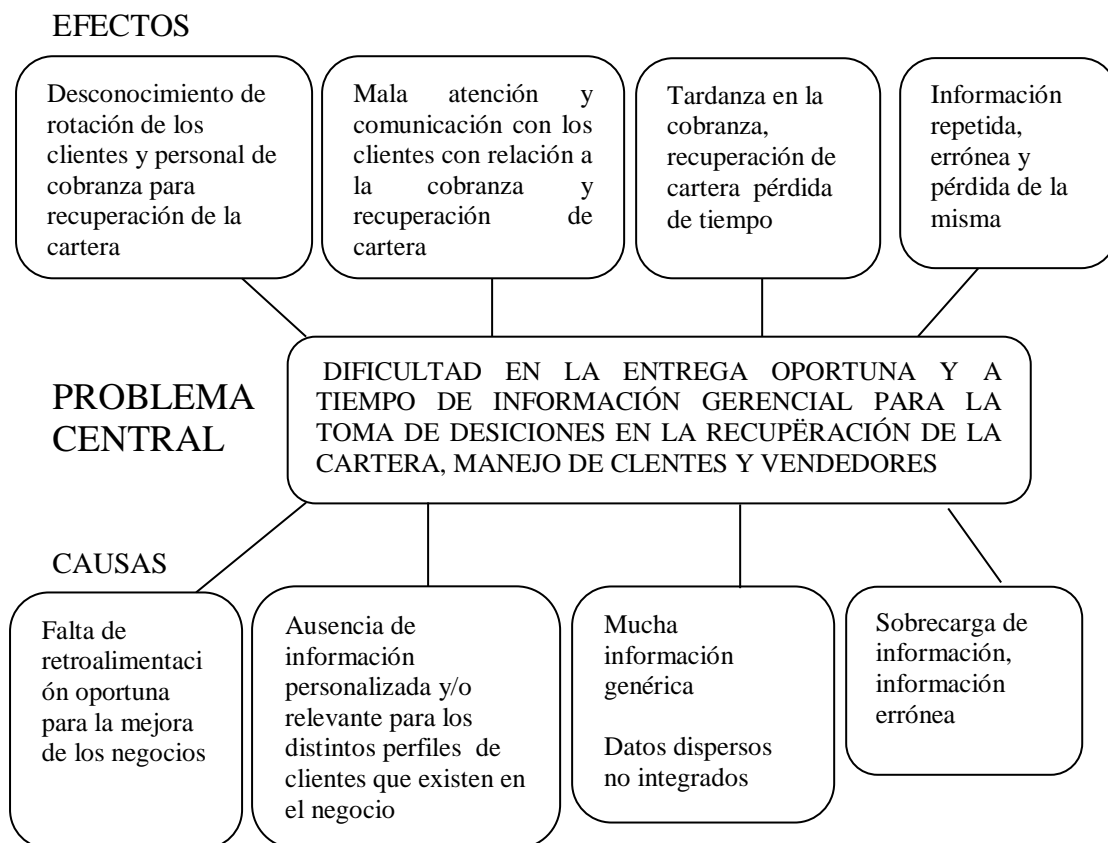 EFECTOS
Desconocimiento de
rotación de los
clientes y personal de
cobranza para
recuperación de la
cartera
Mala atención y
comunicación con los
clientes con relación a
la cobranza y
recuperación de
cartera
Tardanza en la
cobranza,
recuperación de
cartera pérdida
de tiempo
Información
repetida,
errónea y
pérdida de la
misma
PROBLEMA
CENTRAL
DIFICULTAD EN LA ENTREGA OPORTUNA Y A
TIEMPO DE INFORMACIÓN GERENCIAL PARA LA
TOMA DE DESICIONES EN LA RECUPËRACIÓN DE LA
CARTERA, MANEJO DE CLENTES Y VENDEDORES
CAUSAS
Falta de
retroalimentaci
ón oportuna
para la mejora
de los negocios
Ausencia de
información
personalizada y/o
relevante para los
distintos perfiles de
clientes que existen en
el negocio
Mucha
información
genérica
Datos dispersos
no integrados
Sobrecarga de
información,
información
errónea